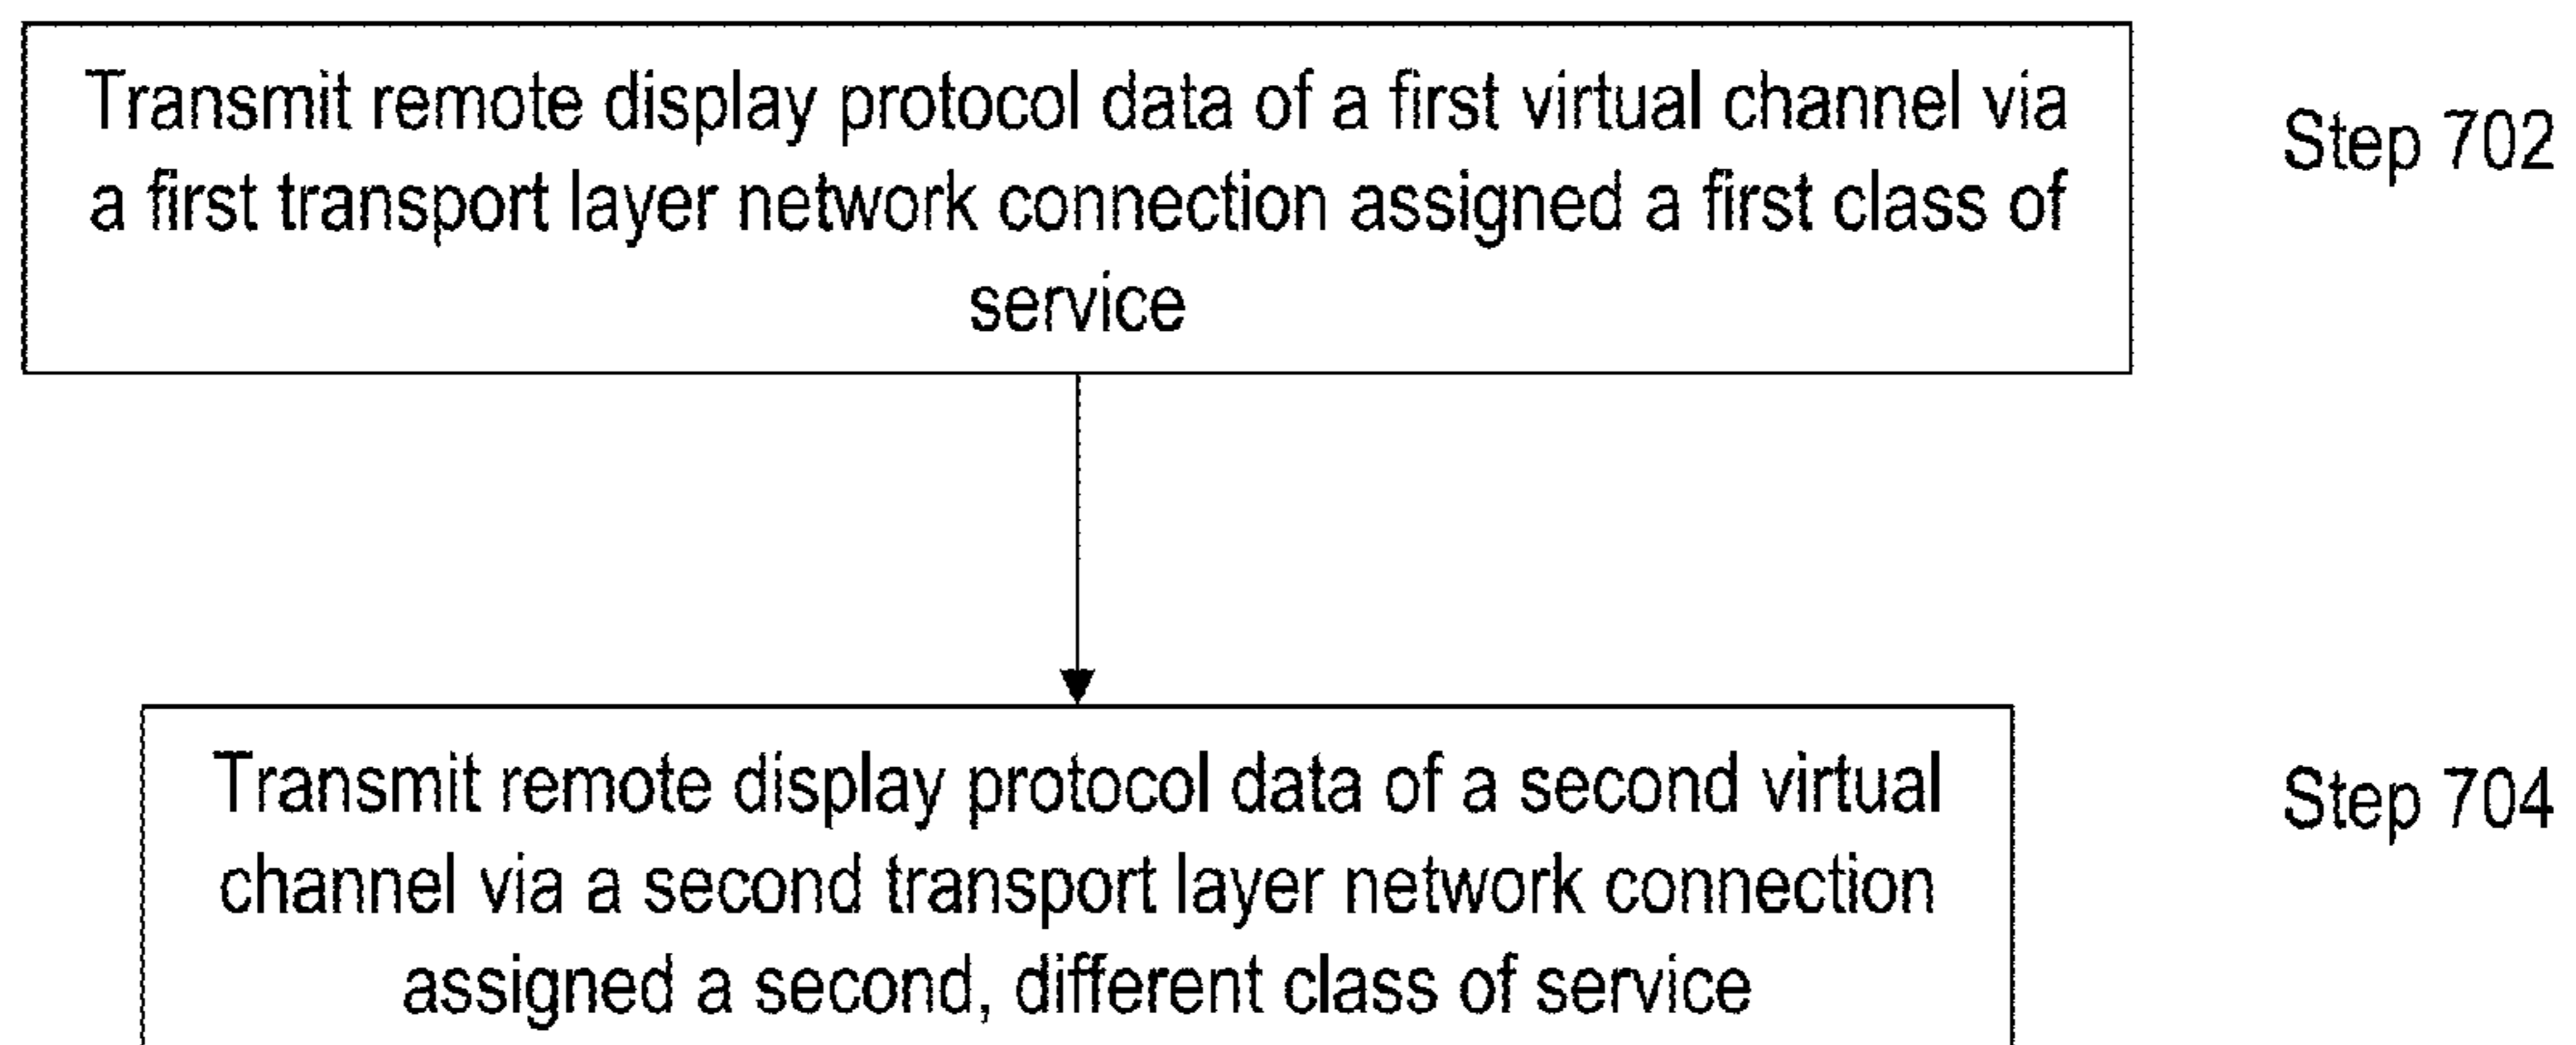 Transmit remote display protocol data of a first virtual channel via
a first transport layer network connection assigned a first class of
service
Step 702
Transmit remote display protocol data of a second virtual
channel via a second transport layer network connection
assigned a second, different class of service
Step 704